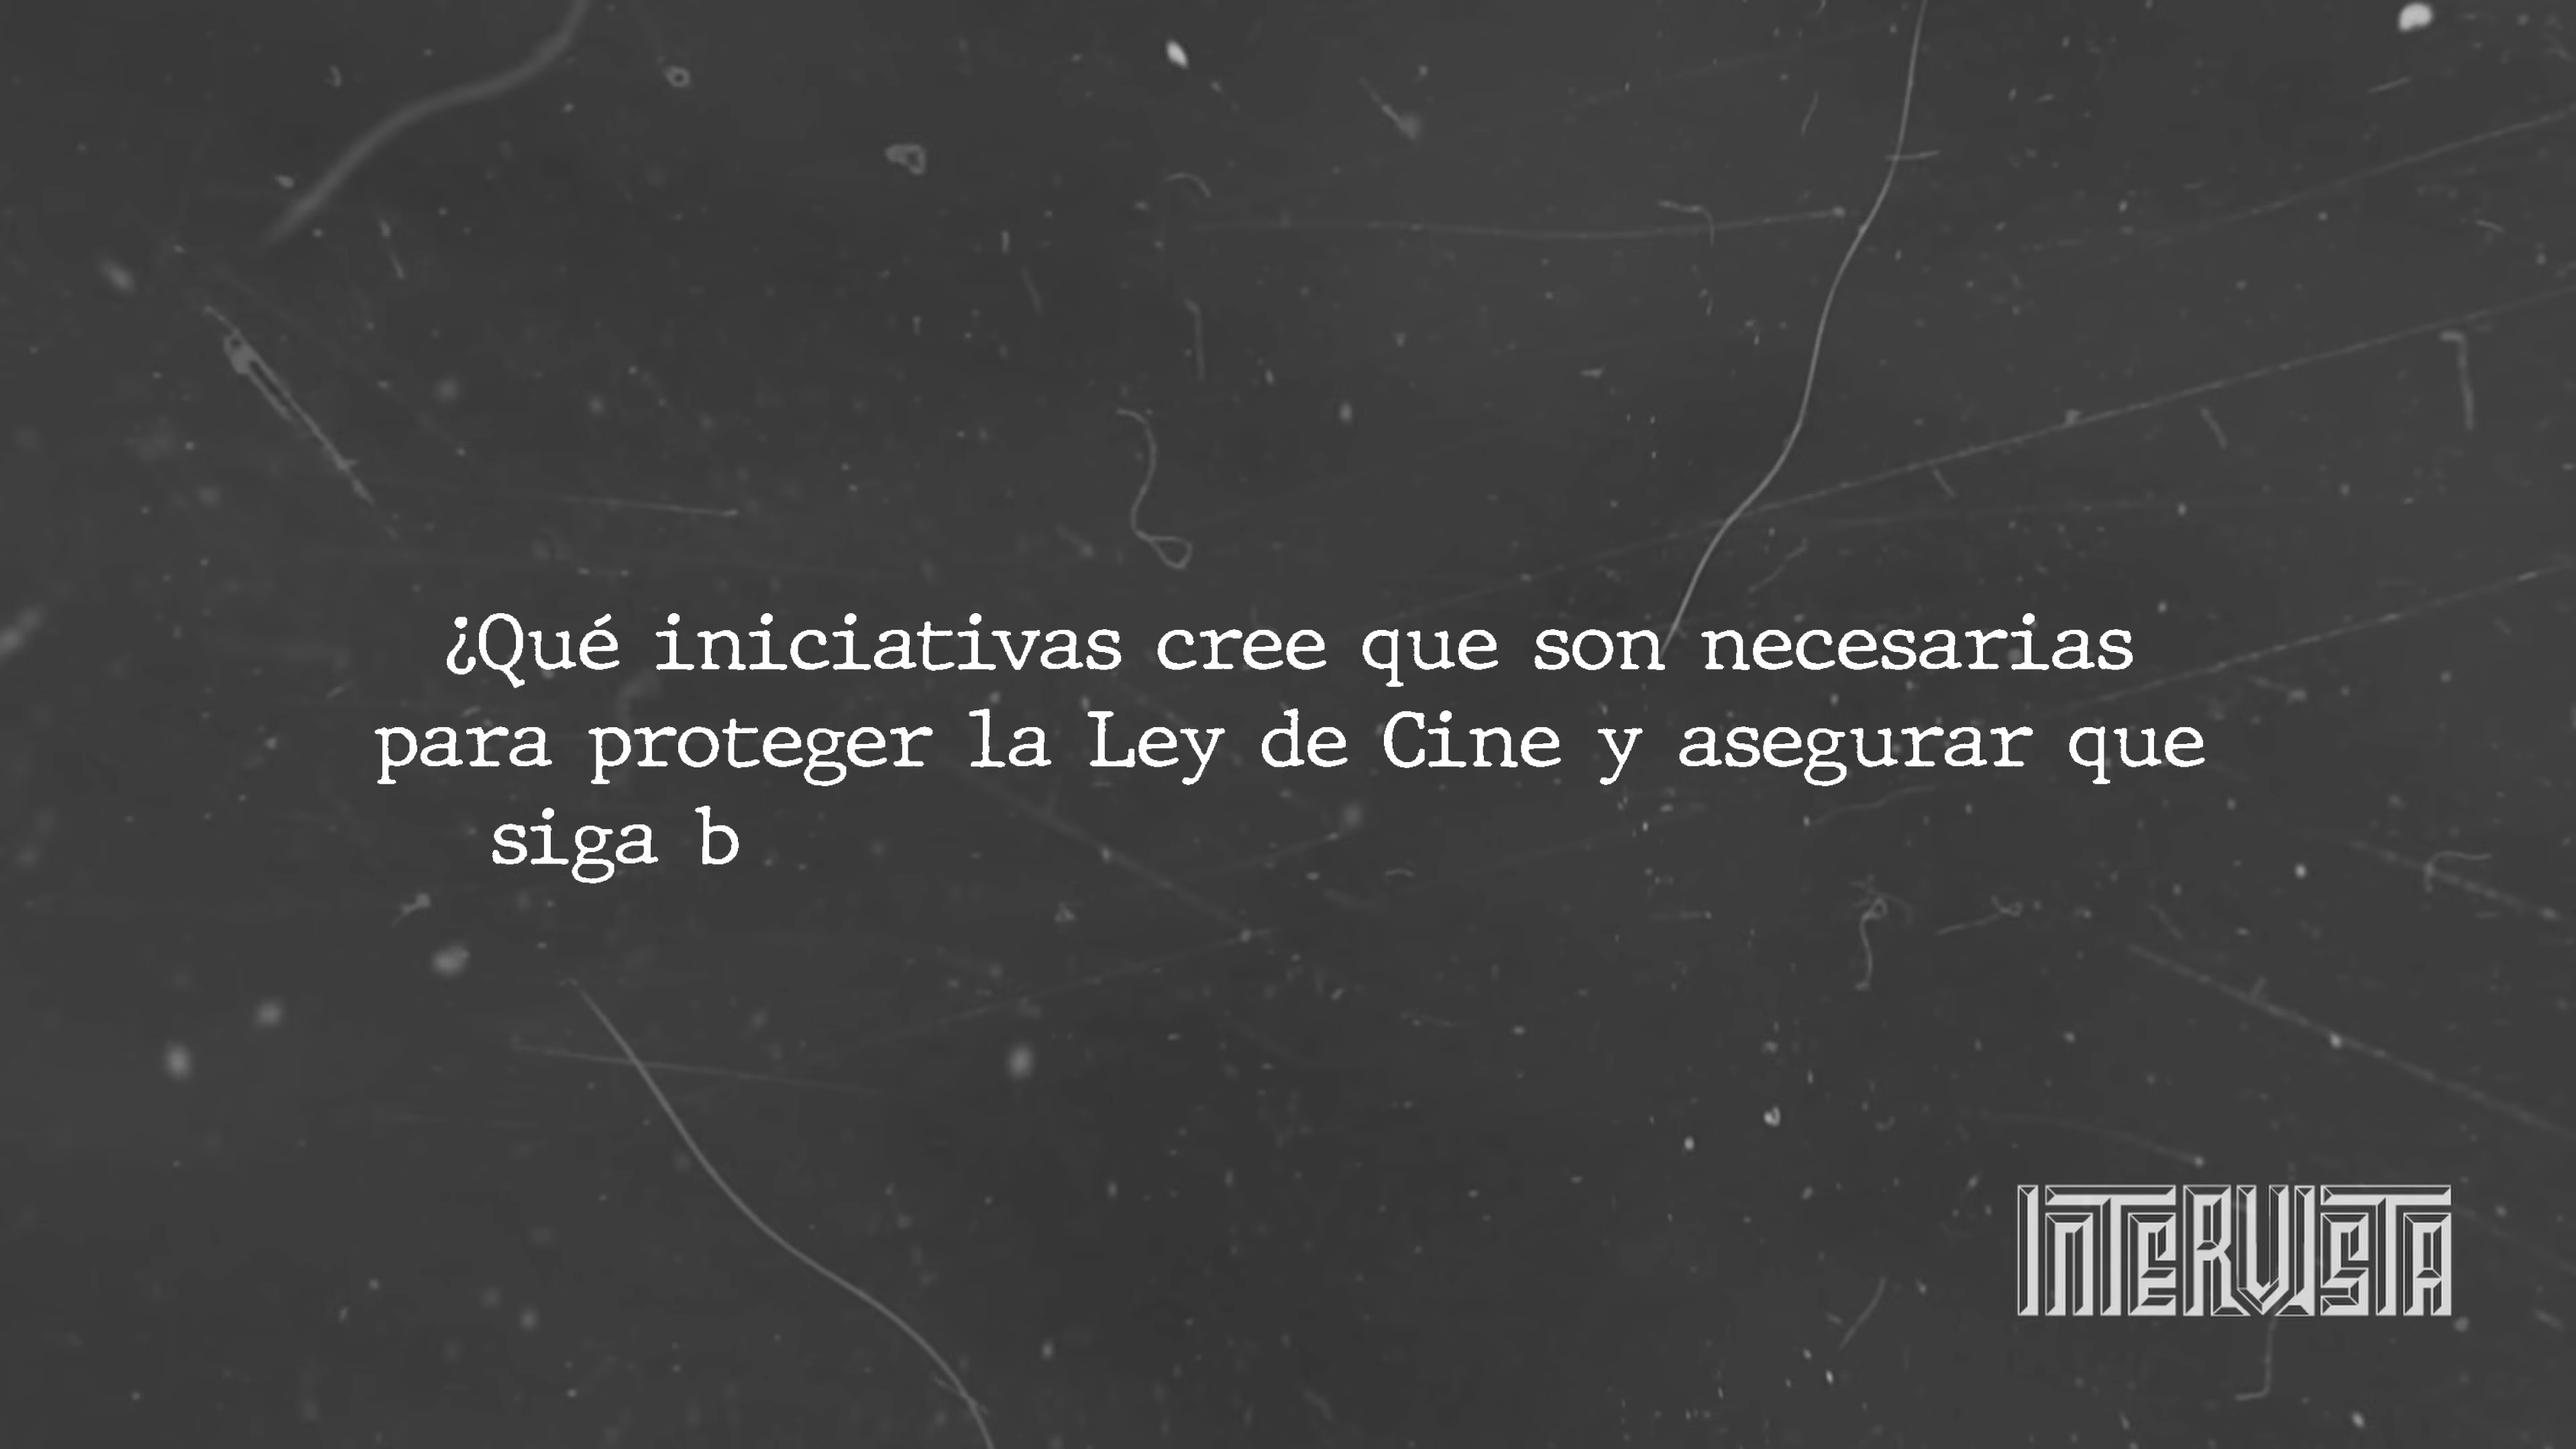 ¿Qué iniciativas cree que son necesarias
para proteger la Ley de Cine y asegurar que
siga b
INTERVISTA